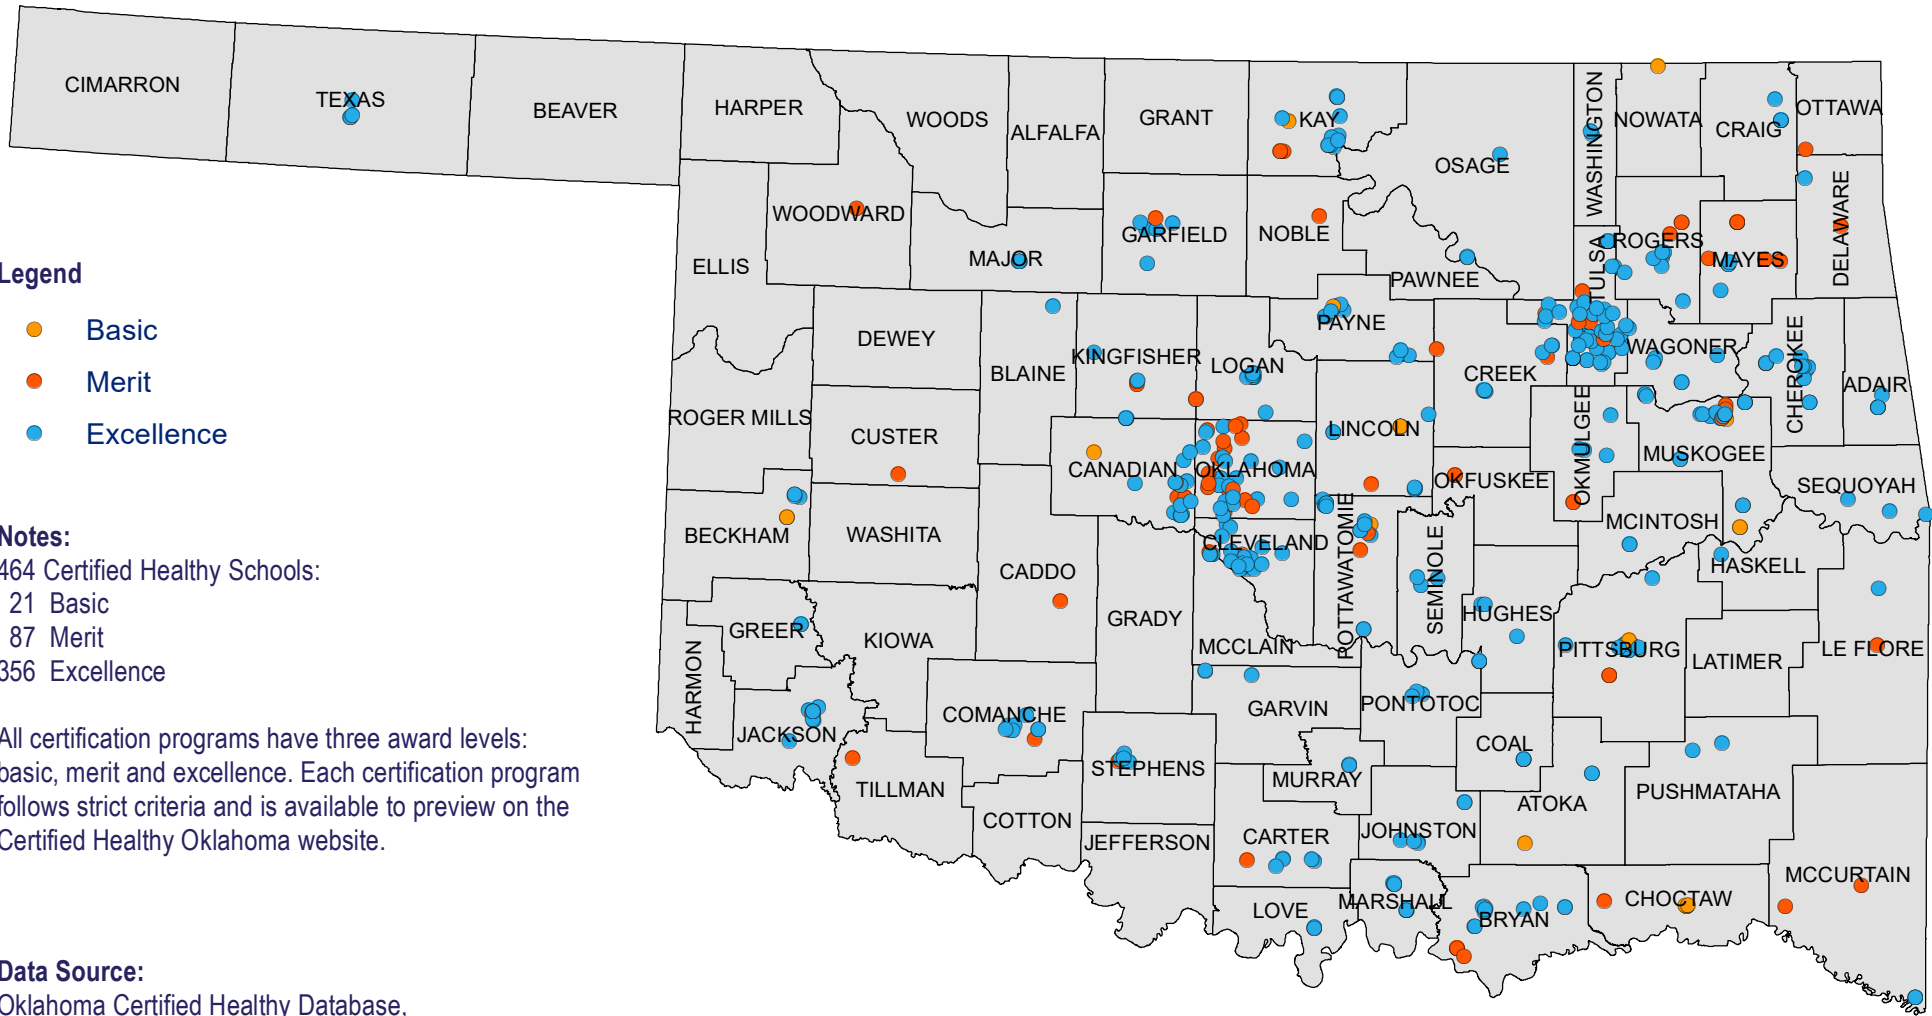 CIMARRON
TEXAS
BEAVER
HARPER
WOODS
ALFALFA
GRANT
KAY
OSAGE
WASHINGTON
NOWATA
CRAIG
OTTAWA
ELLIS
WOODWARD
MAJOR
GARFIELD
NOBLE
PAWNEE
TULSA
ROGERS
MAYES
DELAWARE
Legend
Basic
Merit
Excellence
DEWEY
BLAINE
KINGFISHER
LOGAN
PAYNE
CREEK
WAGONER
CHEROKEE
ADAIR
ROGER MILLS
CUSTER
CANADIAN
OKLAHOMA
LINCOLN
OKFUSKEE
OKMULGEE
MUSKOGEE
SEQUOYAH
BECKHAM
WASHITA
CADDO
GRADY
CLEVELAND
POTTAWATOMIE
SEMINOLE
HUGHES
MCINTOSH
HASKELL
Notes:
464 Certified Healthy Schools:
21 Basic
87 Merit
356 Excellence
All certification programs have three award levels:
basic, merit and excellence. Each certification program
follows strict criteria and is available to preview on the
Certified Healthy Oklahoma website.
HARMON
GREER
KIOWA
JACKSON
COMANCHE
TILLMAN
COTTON
STEPHENS
JEFFERSON
MCCLAIN
GARVIN
MURRAY
CARTER
LOVE
PONTOTOC
JOHNSTON
MARSHALL
COAL
ATOKA
BRYAN
PITTSBURG
LATIMER
LE FLORE
PUSHMATAHA
CHOCTAW
MCCURTAIN
Data Source:
Oklahoma Certified Healthy Database,